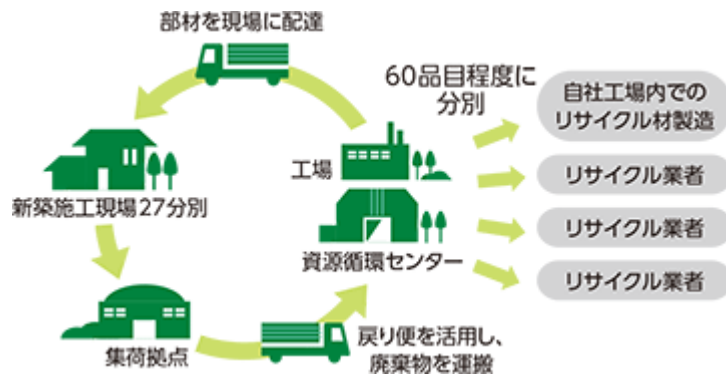 部材を現場に配達
60品目程度に
分別
自社工場内での
リサイクル材製造
工場
リサイクル業者
新築施工現場27分別
リサイクル業者
資源循環センター
リサイクル業者
集荷拠点
戻り便を活用し、
廃棄物を運搬